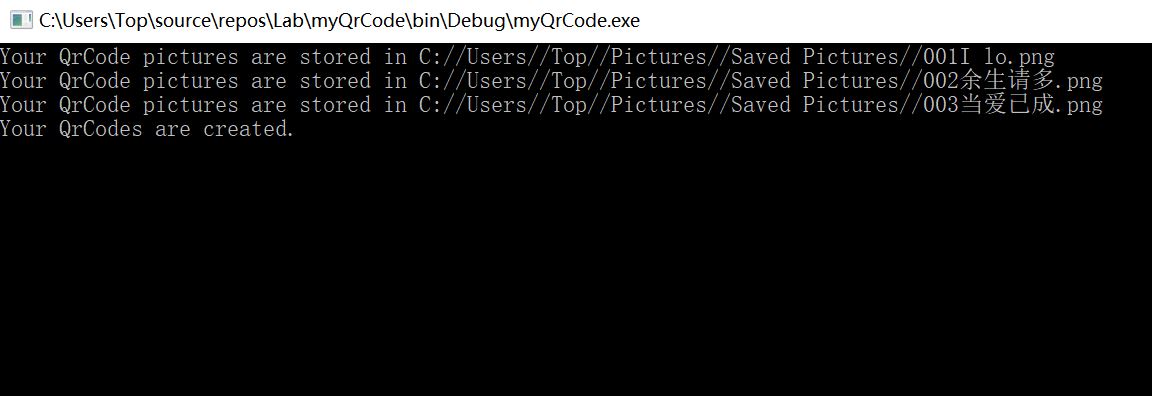 C:\Users\Top\source\repos\Lab\myQrCode\bin\Debug\myQrCode.exe
Your QrCode pictures are stored in C://Users//Top//Pictures//Saved Pictures//001I lo.png
Your QrCode pictures are stored in C://Users//Top//Pictures//Saved Pictures//002余生请多.png
Your QrCode pictures are stored in C://Users//Top//Pictures//Saved Pictures//003当爱已成.png
Your QrCodes are created.